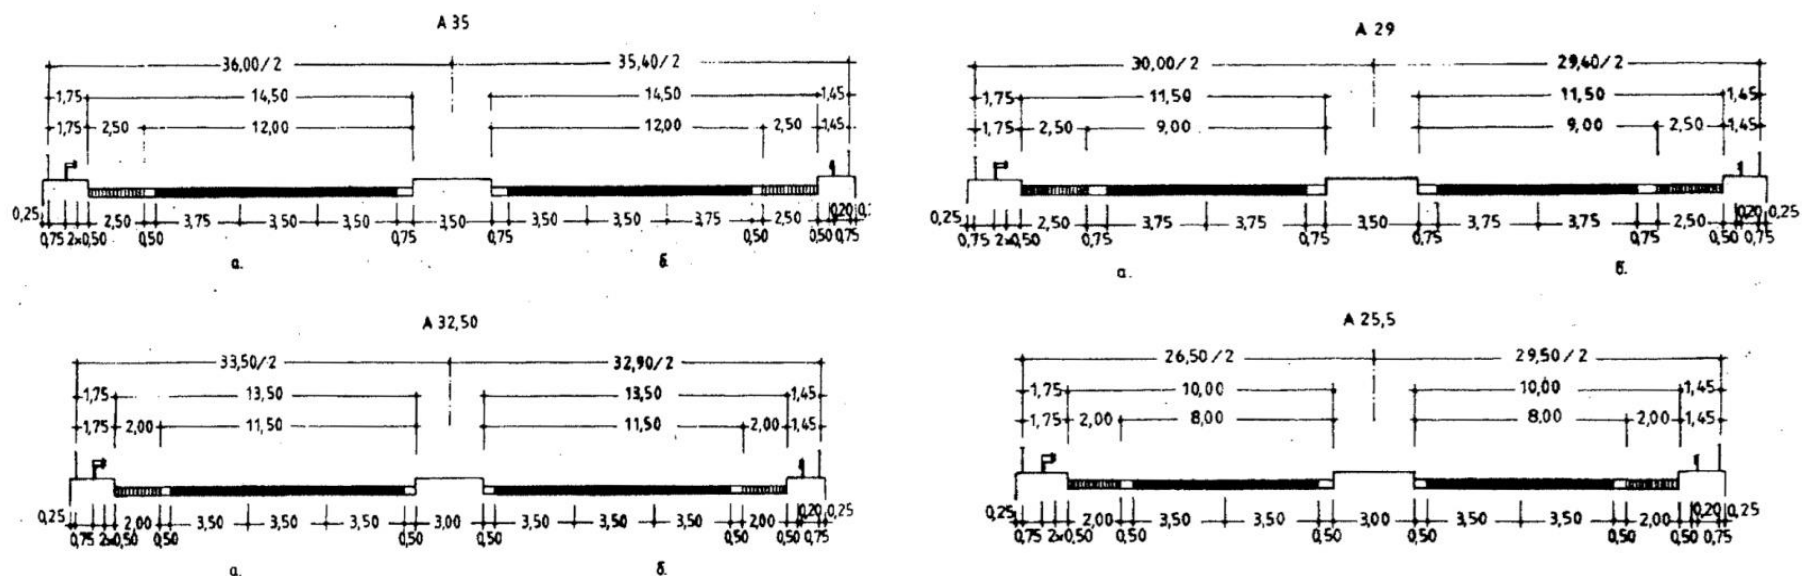 A 35
36,00/2 35,40/2
1,75 14,50 14,50 1,45
1,75 2,50 12,00 12,00 2,50 1,45
0,25 2,50 3,75 3,50 3,50 3,50 3,50 3,50 3,75 2,50 0,20
0,75 2x0,50 0,50 0,75 0,75 0,50 0,50 0,75
а. б.
A 29
30,00/2 29,40/2
1,75 11,50 11,50 1,45
1,75 2,50 9,00 9,00 2,50 1,45
0,25 2,50 3,75 3,75 3,50 3,75 3,75 2,50 0,20 0,25
0,75 2x0,50 0,75 0,75 0,75 0,75 0,50 0,75
а. б.
A 32,50
33,50/2 32,90/2
1,75 13,50 13,50 1,45
1,75 2,00 11,50 11,50 2,00 1,45
0,25 2,00 3,50 3,50 3,50 3,00 3,50 3,50 3,50 2,00 0,20 0,25
0,75 2x0,50 0,50 0,50 0,50 0,50 0,50 0,75
а. б.
A 25,5
26,50/2 29,50/2
1,75 10,00 10,00 1,45
1,75 2,00 8,00 8,00 2,00 1,45
0,25 2,00 3,50 3,50 3,00 3,50 3,50 2,00 0,20 0,25
0,75 2x0,50 0,50 0,50 0,50 0,50 0,50 0,75